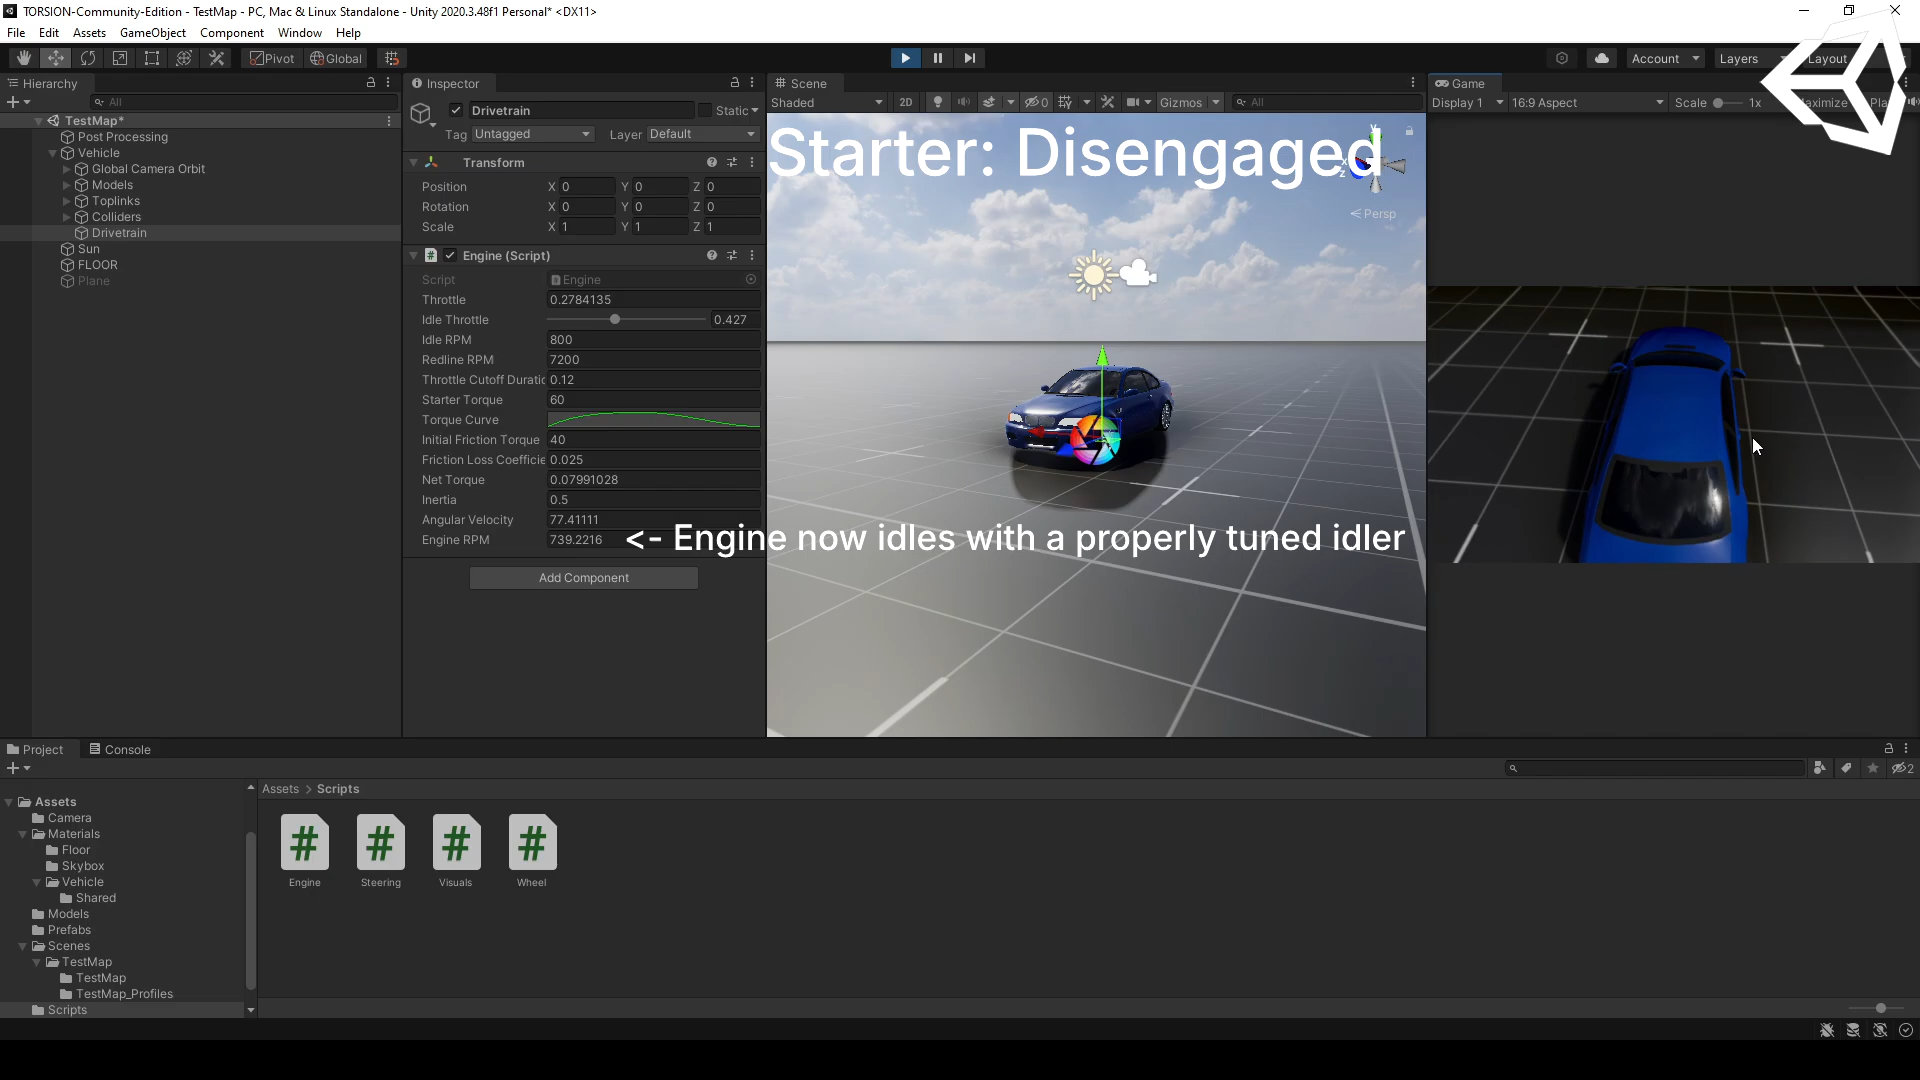 TORSION-Community-Edition - TestMap - PC, Mac & Linux Standalone - Unity 2020.3.48f1 Personal* <DX11>
File Edit Assets GameObject Component Window Help
Pivot Global Account Layers Layout
Hierarchy
All
TestMap*
Post Processing
Vehicle
Global Camera Orbit
Models
Toplinks
Colliders
Drivetrain
Sun
FLOOR
Plane
Inspector
Drivetrain Static
Tag Untagged Layer Default
Transform
Position X 0 Y 0 Z 0
Rotation X 0 Y 0 Z 0
Scale X 1 Y 1 Z 1
Engine (Script)
Script Engine
Throttle 0.2784135
Idle Throttle 0.427
Idle RPM 800
Redline RPM 7200
Throttle Cutoff Duratic 0.12
Starter Torque 60
Torque Curve
Initial Friction Torque 40
Friction Loss Coefficie 0.025
Net Torque 0.07991028
Inertia 0.5
Angular Velocity 77.41111
Engine RPM 739.2216
Add Component
Scene
Shaded 2D 0 Gizmos All
Starter: Disengaged
y
x
z
Persp
<- Engine now idles with a properly tuned idler
Game
Display 1 16:9 Aspect Scale 1x aximize Pla
Project Console
2
Assets
Camera
Materials
Floor
Skybox
Vehicle
Shared
Models
Prefabs
Scenes
TestMap
TestMap
TestMap_Profiles
Scripts
Assets > Scripts
# # # #
Engine Steering Visuals Wheel